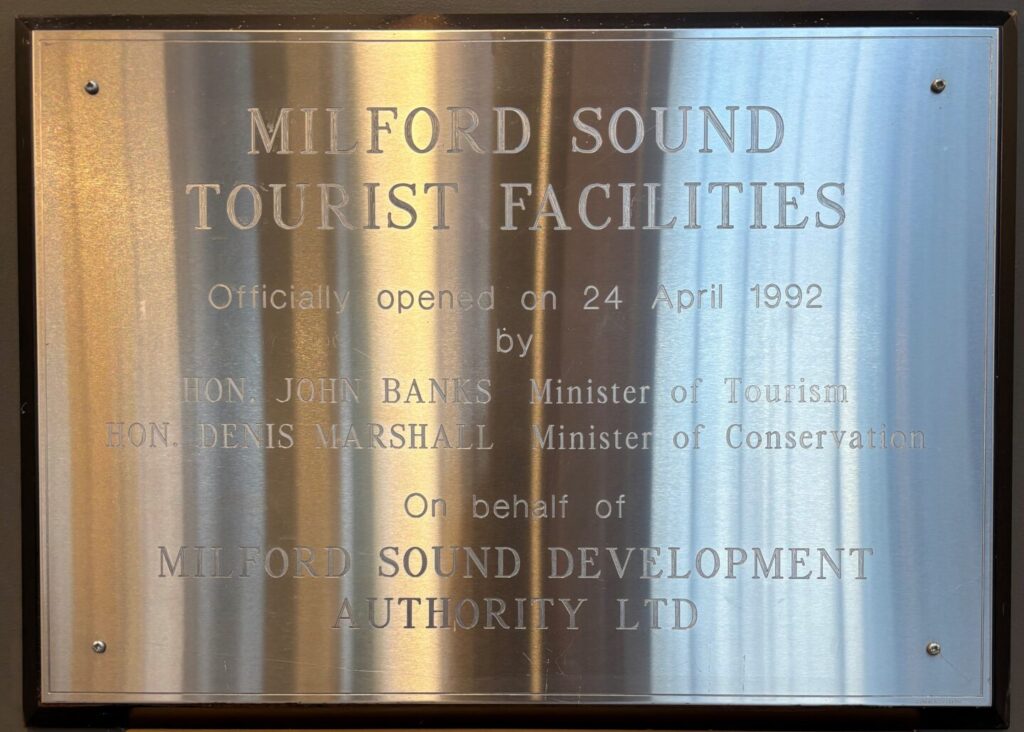 MILFORD SOUND
TOURIST FACILITIES
Officially opened on 24 April 1992
by
HON. JOHN BANKS Minister of Tourism
HON. DENIS MARSHALL Minister of Conservation
On behalf of
MILFORD SOUND DEVELOPMENT
AUTHORITY LTD